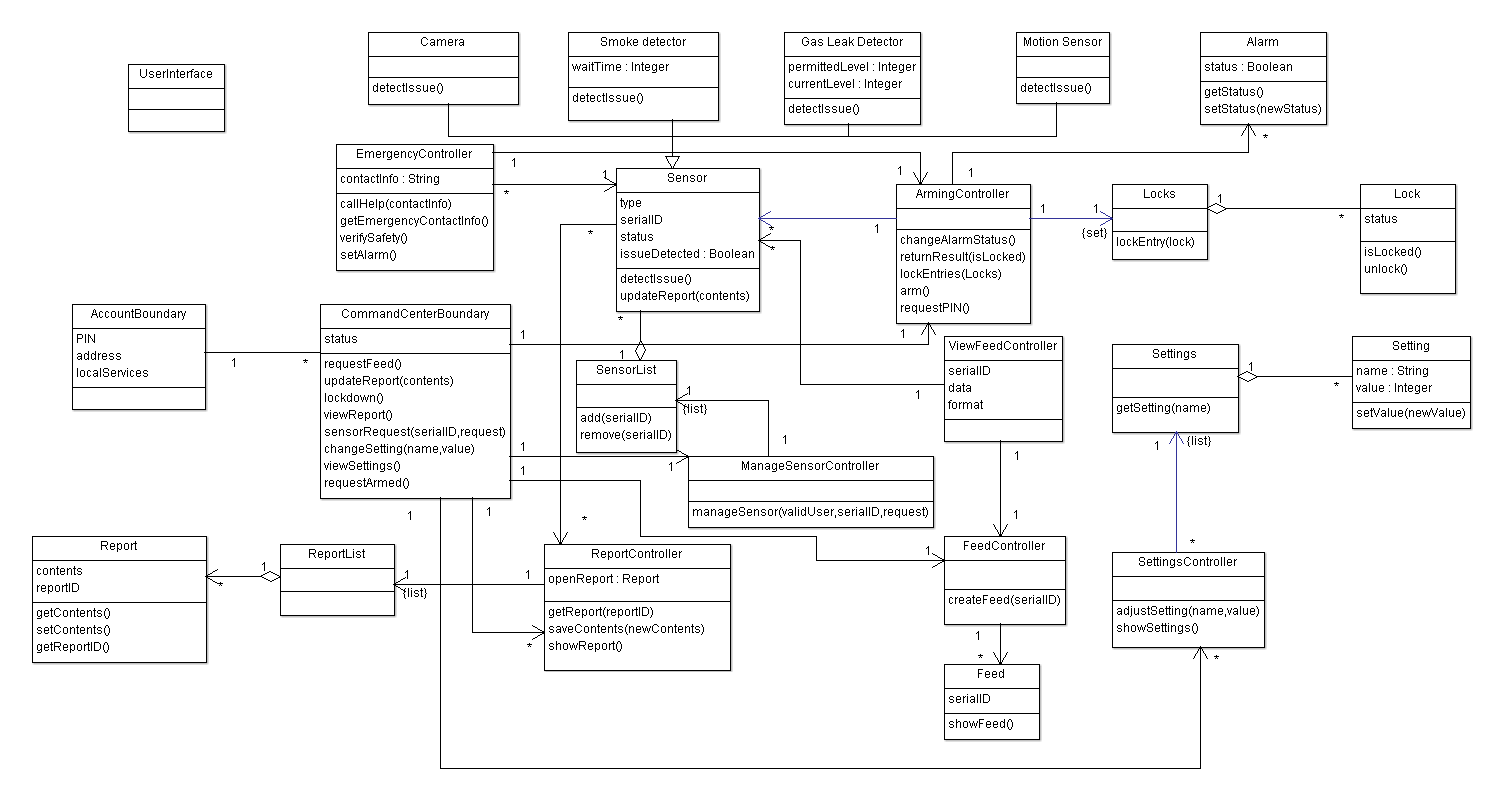 Camera
detectIssue()
Smoke detector
waitTime : Integer
detectIssue()
Gas Leak Detector
permittedLevel : Integer
currentLevel : Integer
detectIssue()
Motion Sensor
detectIssue()
Alarm
status : Boolean
getStatus()
setStatus(newStatus)
*
UserInterface
EmergencyController
contactInfo : String
callHelp(contactInfo)
getEmergencyContactInfo()
verifySafety()
setAlarm()
1
*
1
1
1
Sensor
type
serialID
status
issueDetected : Boolean
detectIssue()
updateReport(contents)
*
*
*
*
1
ArmingController
changeAlarmStatus()
returnResult(isLocked)
lockEntries(Locks)
arm()
requestPIN()
1
1
{set}
Locks
lockEntry(lock)
1
*
Lock
status
isLocked()
unlock()
AccountBoundary
PIN
address
localServices
1
*
CommandCenterBoundary
status
requestFeed()
updateReport(contents)
lockdown()
viewReport()
sensorRequest(serialID,request)
changeSetting(name,value)
viewSettings()
requestArmed()
1
1
1
1
1
1
1
SensorList
add(serialID)
remove(serialID)
1
{list}
1
1
ManageSensorController
manageSensor(validUser,serialID,request)
ViewFeedController
serialID
data
format
1
1
1
Settings
getSetting(name)
1
*
Setting
name : String
value : Integer
setValue(newValue)
1
{list}
*
Report
contents
reportID
getContents()
setContents()
getReportID()
*
1
ReportList
1
{list}
1
*
*
ReportController
openReport : Report
getReport(reportID)
saveContents(newContents)
showReport()
1
FeedController
createFeed(serialID)
1
*
Feed
serialID
showFeed()
SettingsController
adjustSetting(name,value)
showSettings()
*